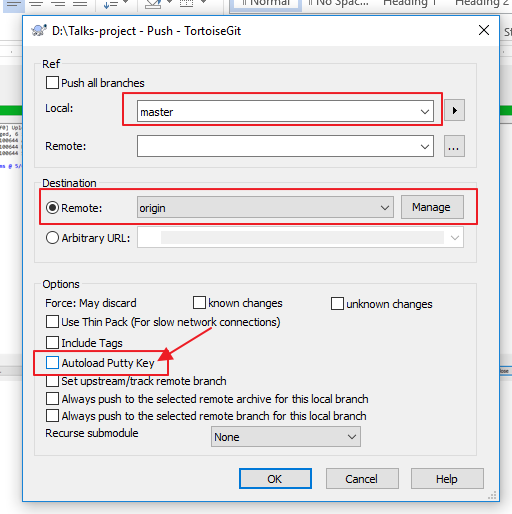 Normal
No Spac...
Heading 1
Heading 2
D:\Talks-project - Push - TortoiseGit
Ref
Push all branches
Local:
master
Remote:
...
Destination
Remote:
origin
Manage
Arbitrary URL:
Options
Force: May discard
known changes
unknown changes
Use Thin Pack (For slow network connections)
Include Tags
Autoload Putty Key
Set upstream/track remote branch
Always push to the selected remote archive for this local branch
Always push to the selected remote branch for this local branch
Recurse submodule
None
OK
Cancel
Help